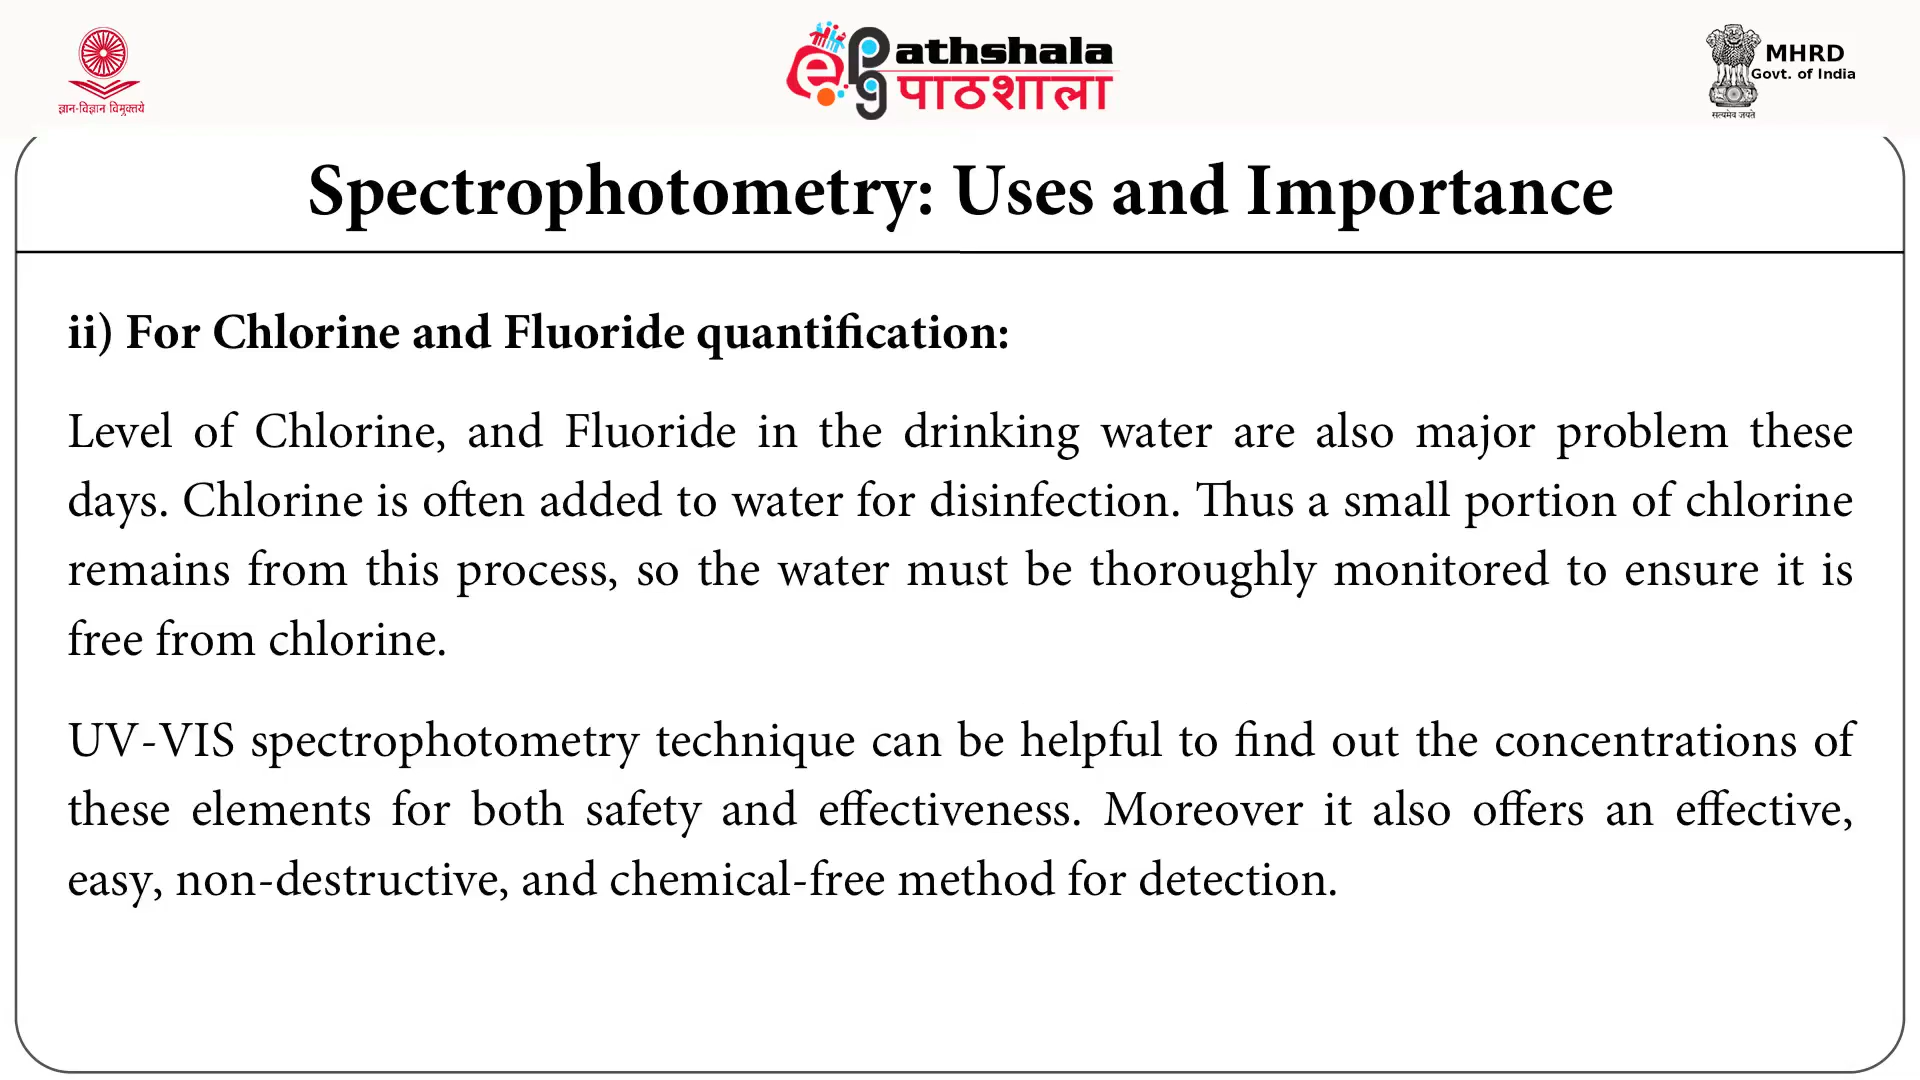 ज्ञान-विज्ञान विमुक्तये
athshala
पाठशाला
MHRD
Govt. of India
सत्यमेव जयते
Spectrophotometry: Uses and Importance
ii) For Chlorine and Fluoride quantification:
Level of Chlorine, and Fluoride in the drinking water are also major problem these
days. Chlorine is often added to water for disinfection. Thus a small portion of chlorine
remains from this process, so the water must be thoroughly monitored to ensure it is
free from chlorine.
UV-VIS spectrophotometry technique can be helpful to find out the concentrations of
these elements for both safety and effectiveness. Moreover it also offers an effective,
easy, non-destructive, and chemical-free method for detection.